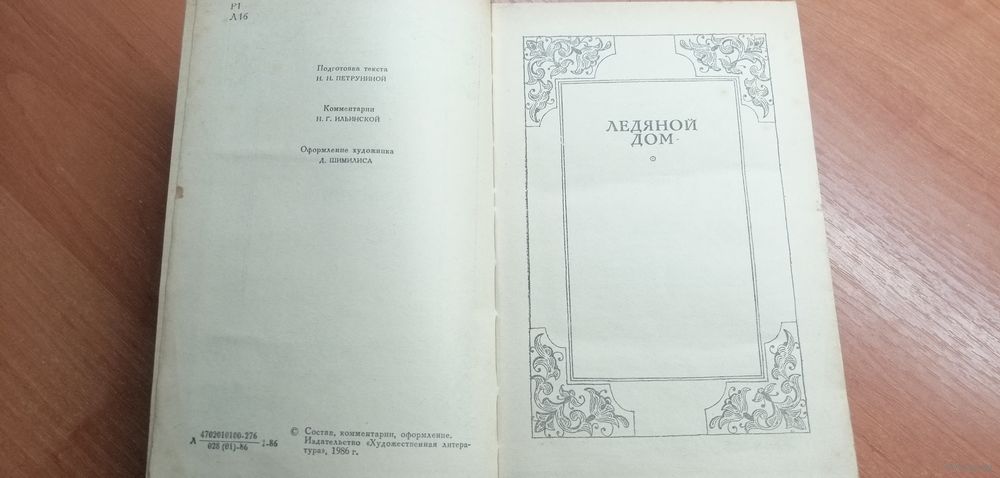 Р1
Л16
Подготовка текста
Н. Н. ПЕТРУНИНОЙ
Комментарии
Н. Г. ИЛЬИНСКОЙ
Оформление художника
Д. ШИМИЛИСА
Л 4702010100-276
028 (01)-86 1-86
© Состав, комментарии, оформление.
Издательство «Художественная литера-
тура», 1986 г.
ЛЕДЯНОЙ
ДОМ